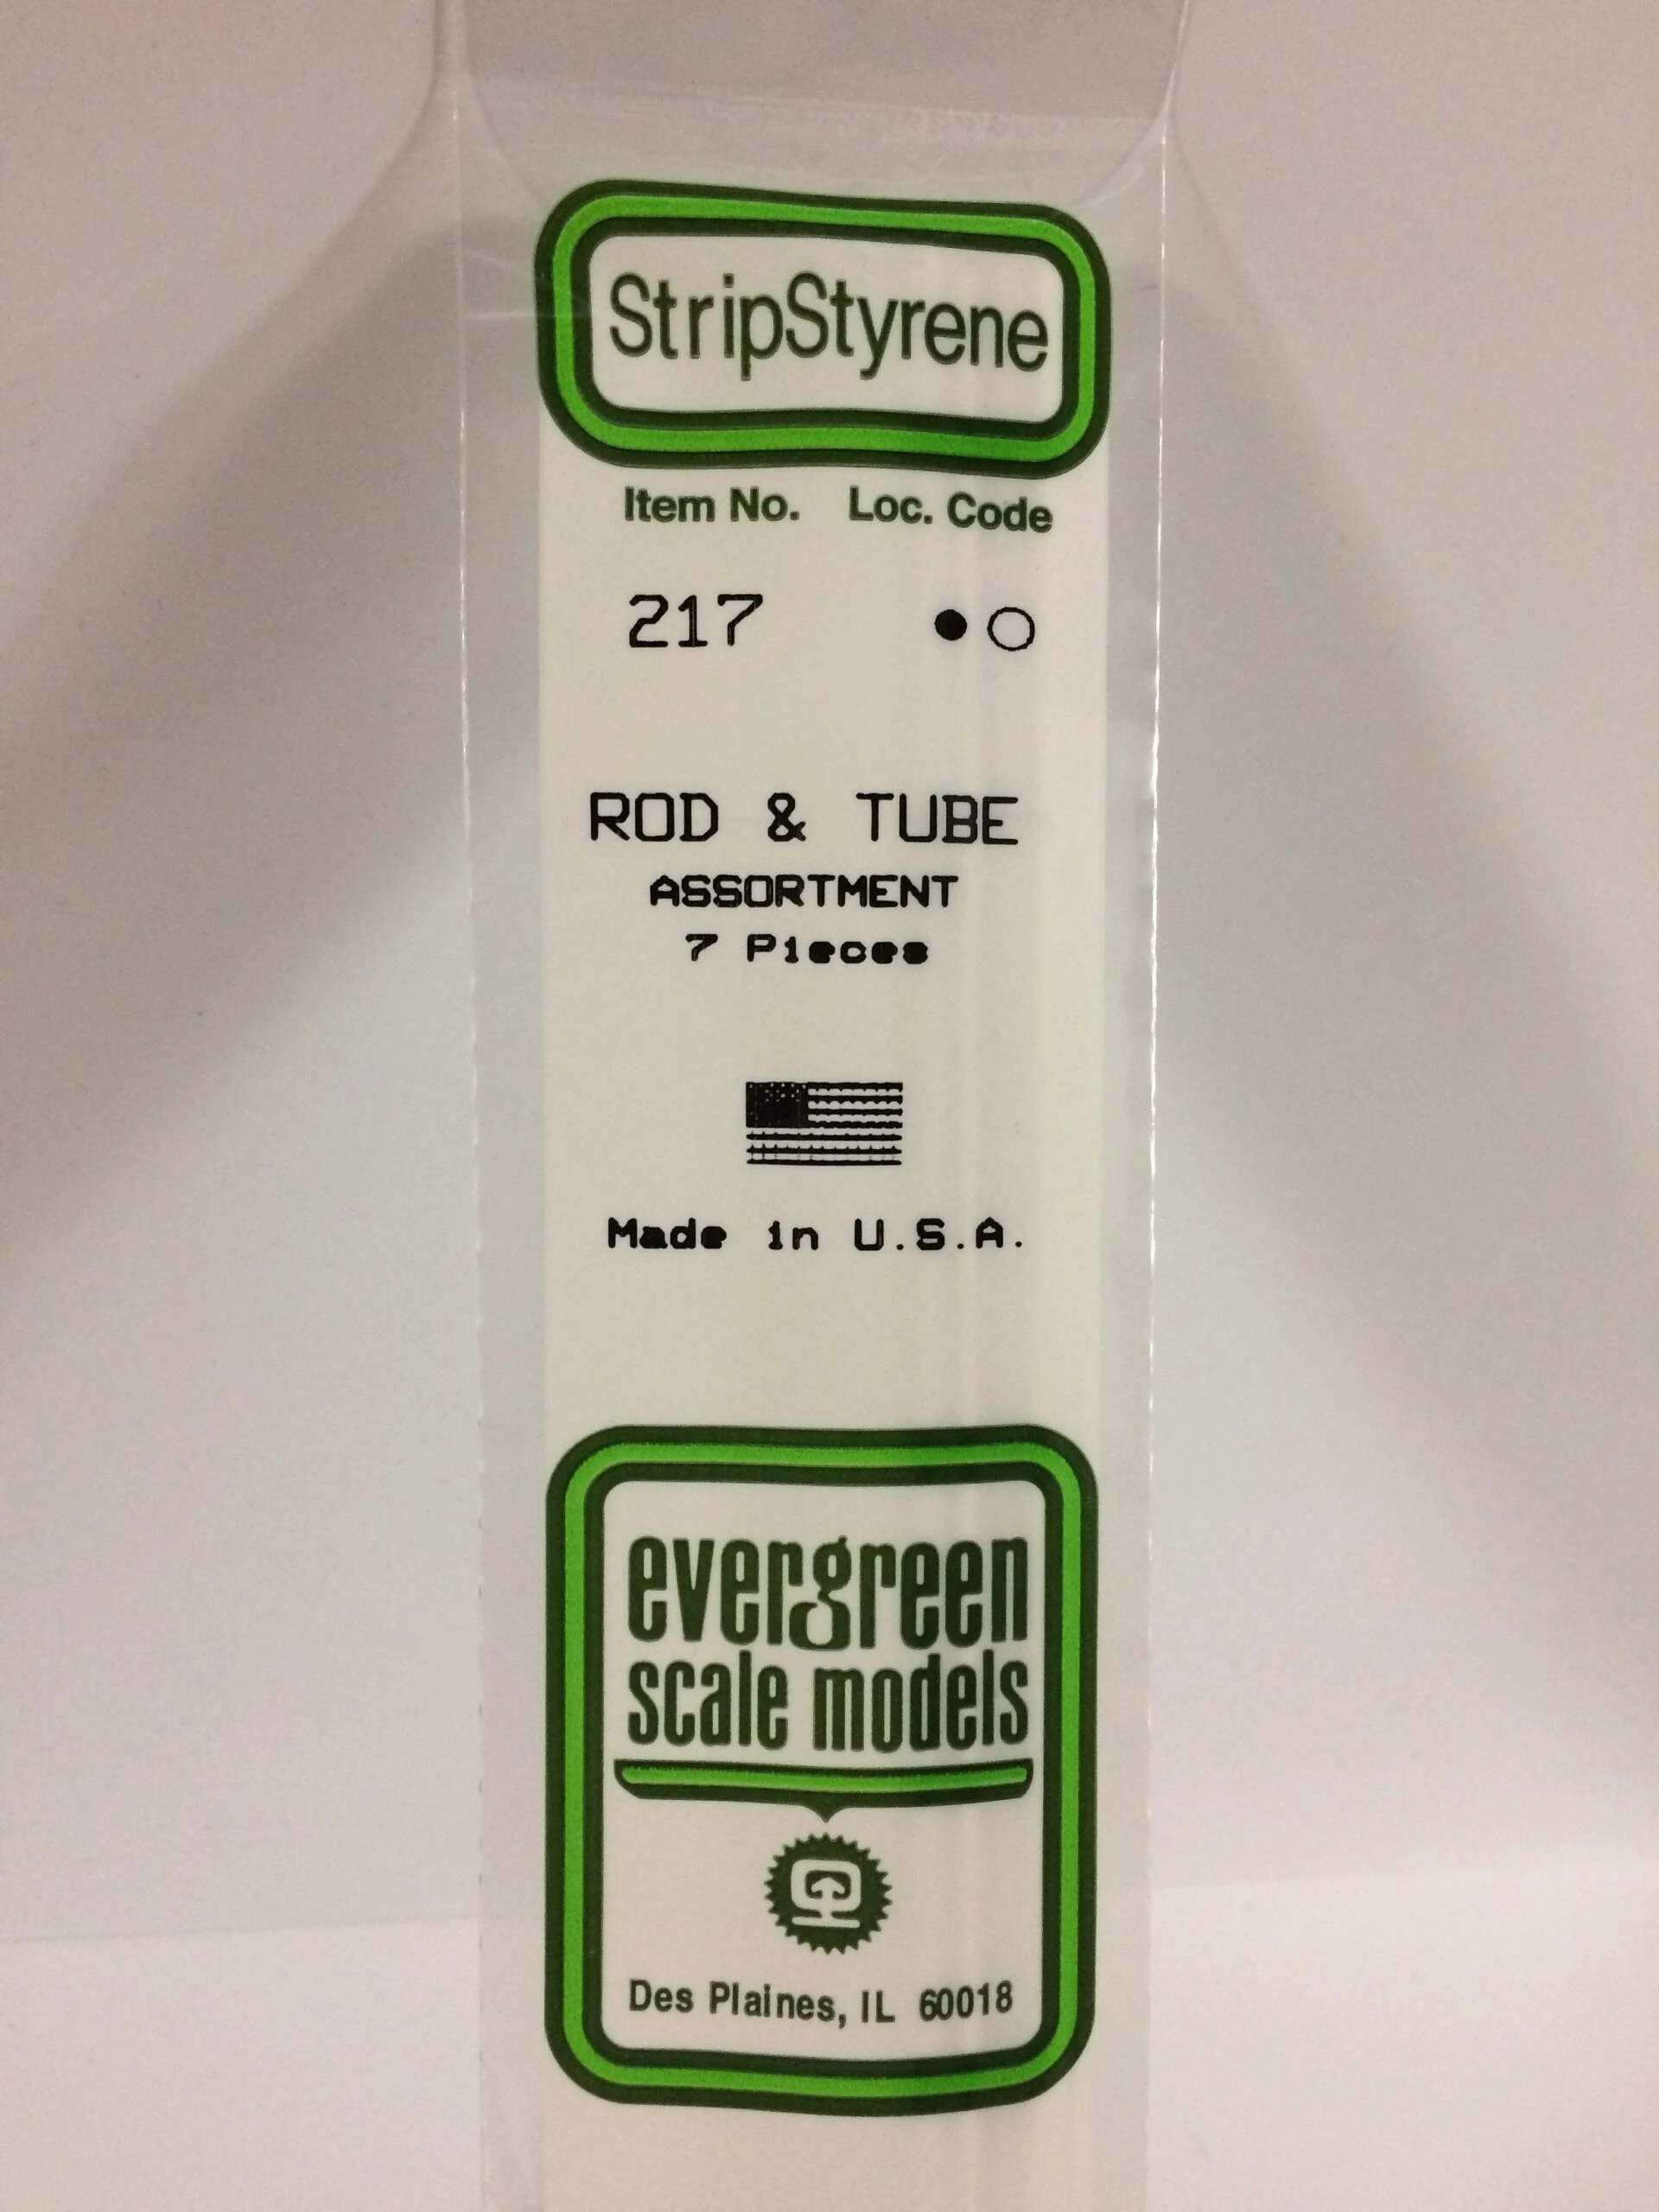 StripStyrene
Item No. Loc. Code
217 ● ○
ROD & TUBE
ASSORTMENT
7 Pieces
Made in U.S.A.
evergreen
scale models
Des Plaines, IL 60018